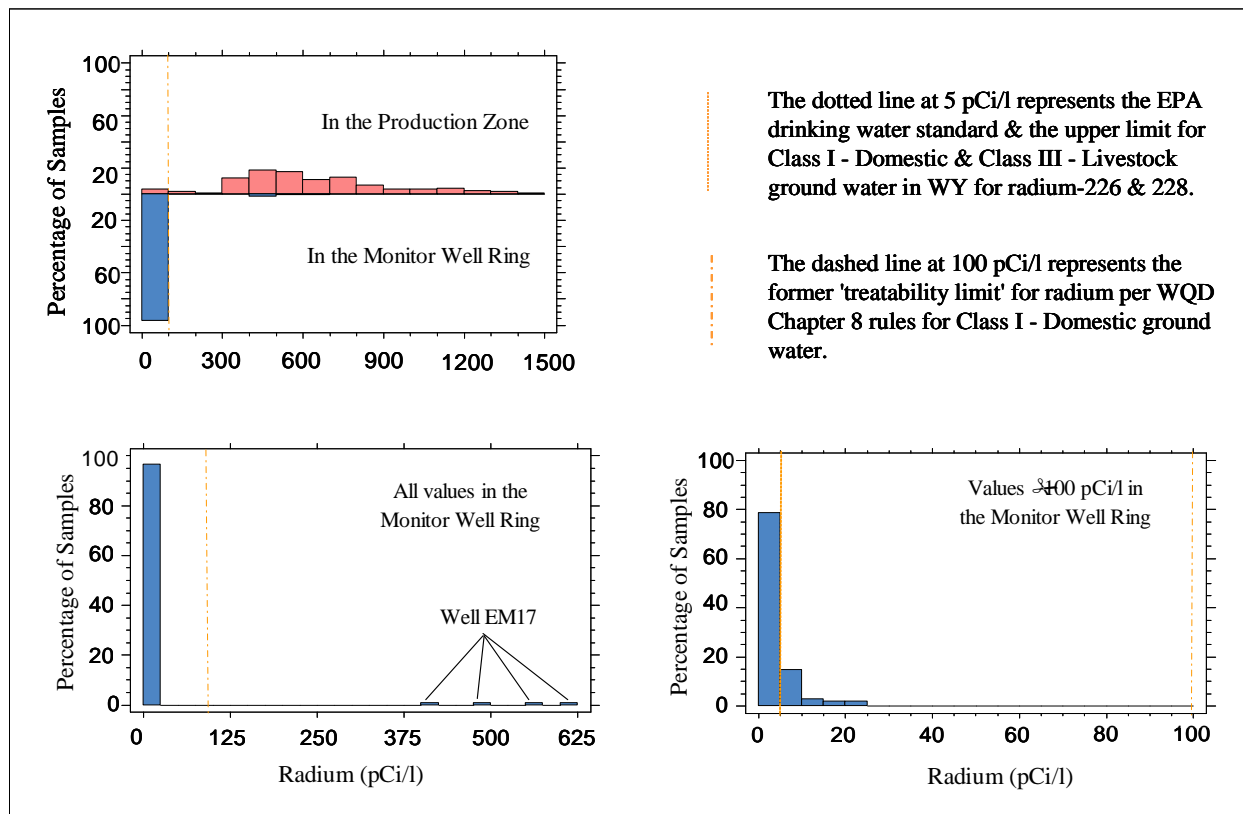 100
60
20
20
60
100
Percentage of Samples
In the Production Zone
In the Monitor Well Ring
0 300 600 900 1200 1500
The dotted line at 5 pCi/l represents the EPA
drinking water standard & the upper limit for
Class I - Domestic & Class III - Livestock
ground water in WY for radium-226 & 228.
The dashed line at 100 pCi/l represents the
former 'treatability limit' for radium per WQD
Chapter 8 rules for Class I - Domestic ground
water.
100
80
60
40
20
0
Percentage of Samples
All values in the
Monitor Well Ring
Well EM17
0 125 250 375 500 625
Radium (pCi/l)
100
80
60
40
20
0
Percentage of Samples
Values 00 pCi/l in
the Monitor Well Ring
0 20 40 60 80 100
Radium (pCi/l)